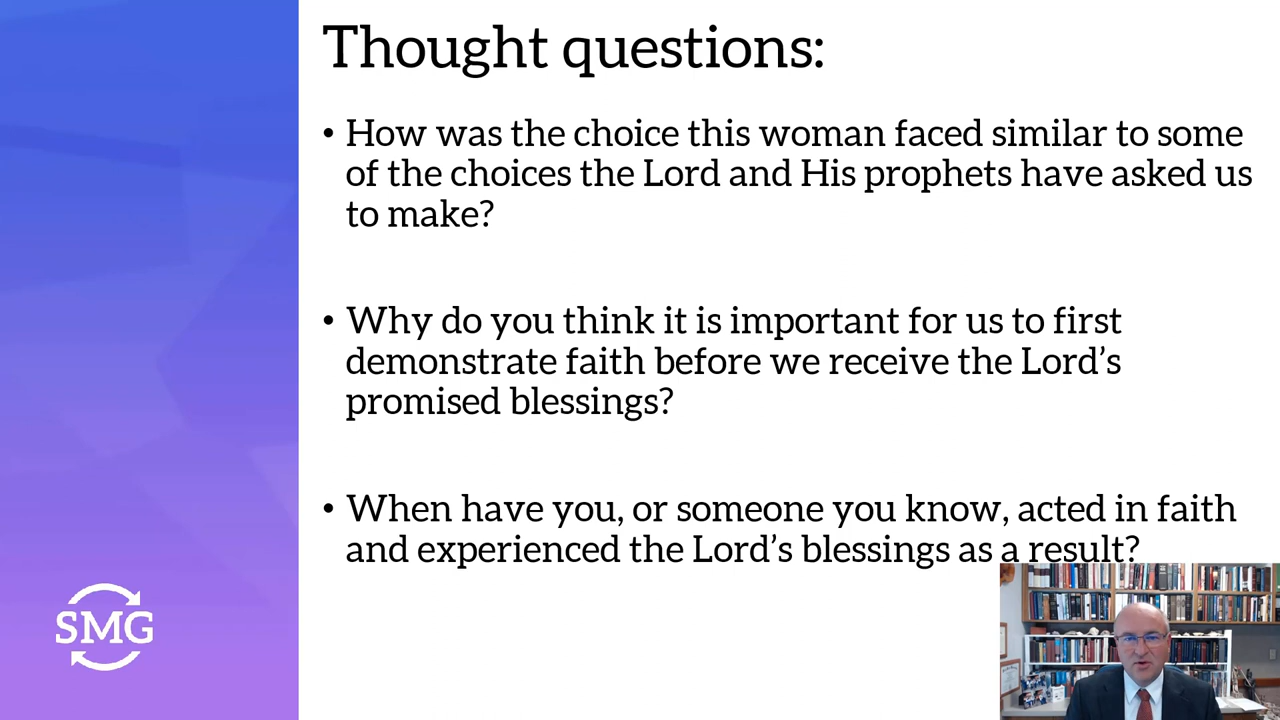 Thought questions:
• How was the choice this woman faced similar to some
of the choices the Lord and His prophets have asked us
to make?
• Why do you think it is important for us to first
demonstrate faith before we receive the Lord’s
promised blessings?
• When have you, or someone you know, acted in faith
and experienced the Lord’s blessings as a result?
SMG